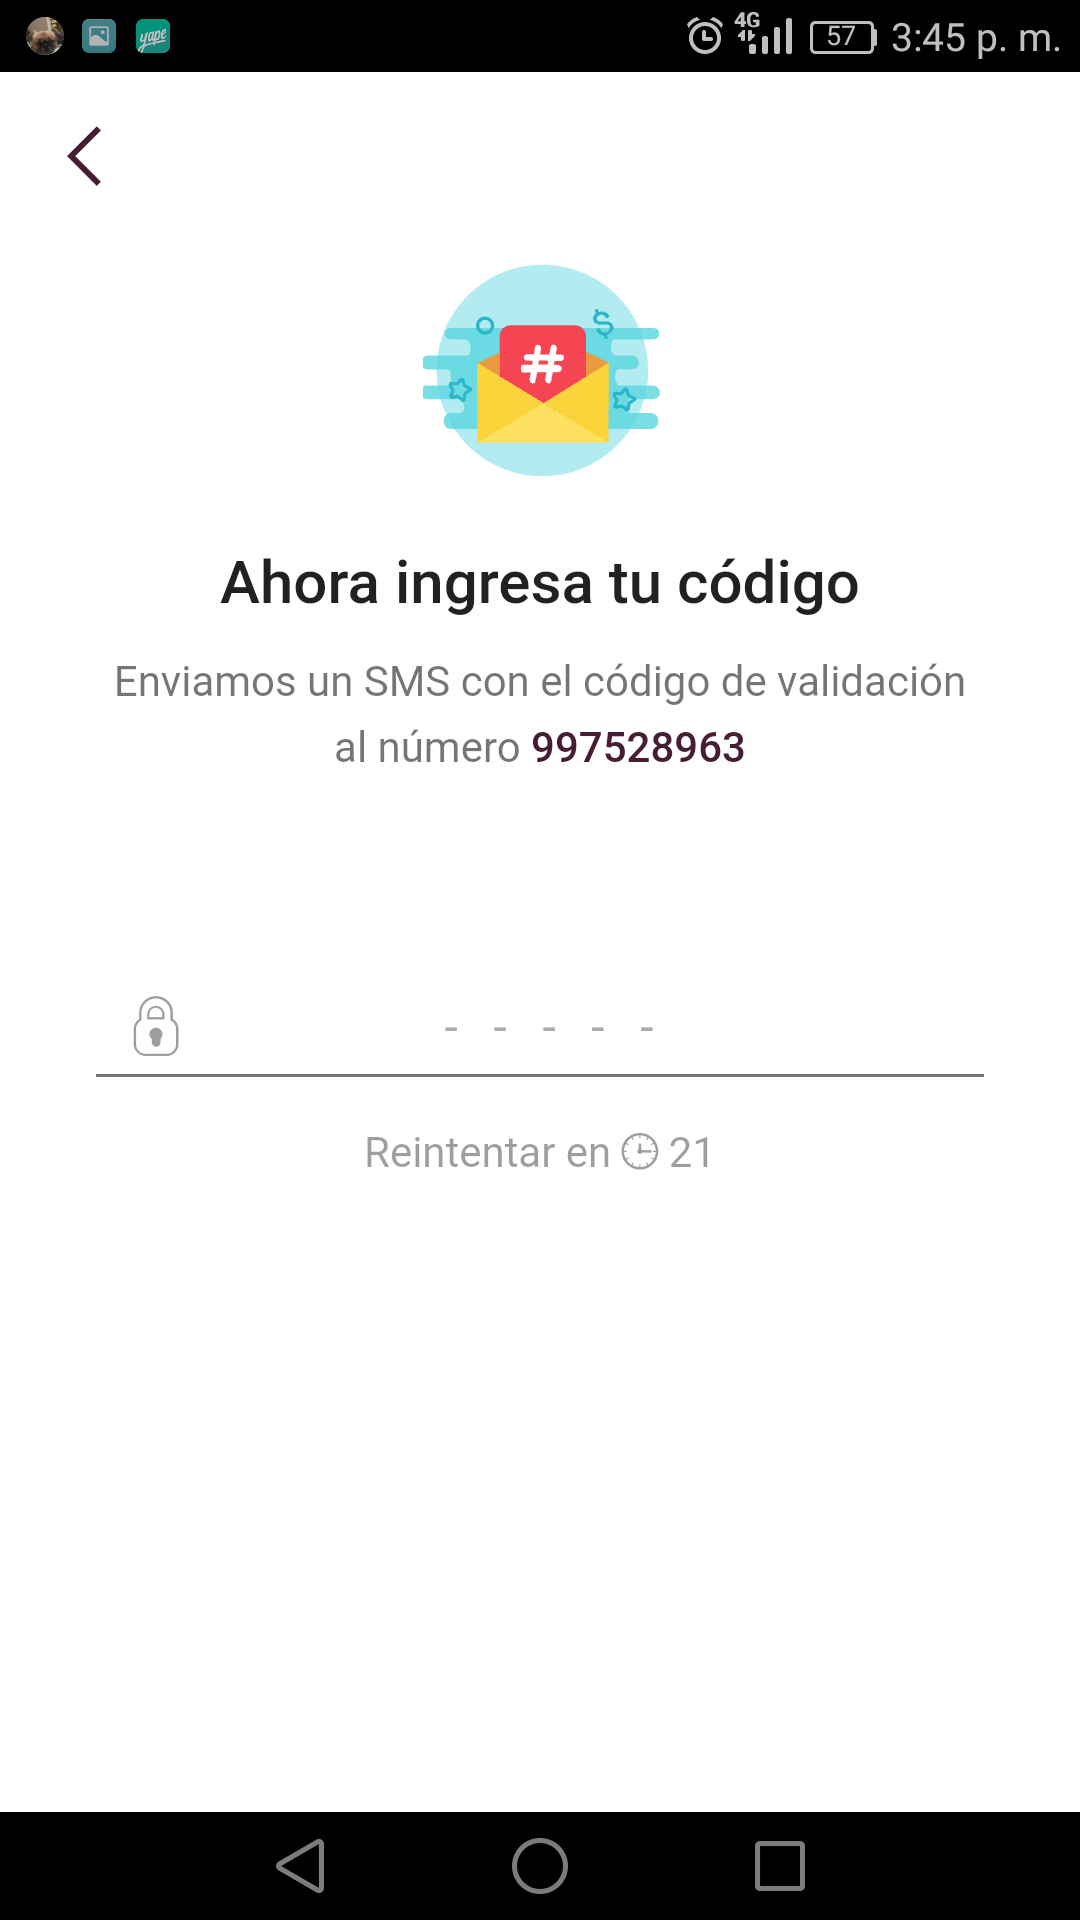 yape 4G 57 3:45 p. m.
#
$
Ahora ingresa tu código
Enviamos un SMS con el código de validación
al número 997528963
- - - - -
Reintentar en 21